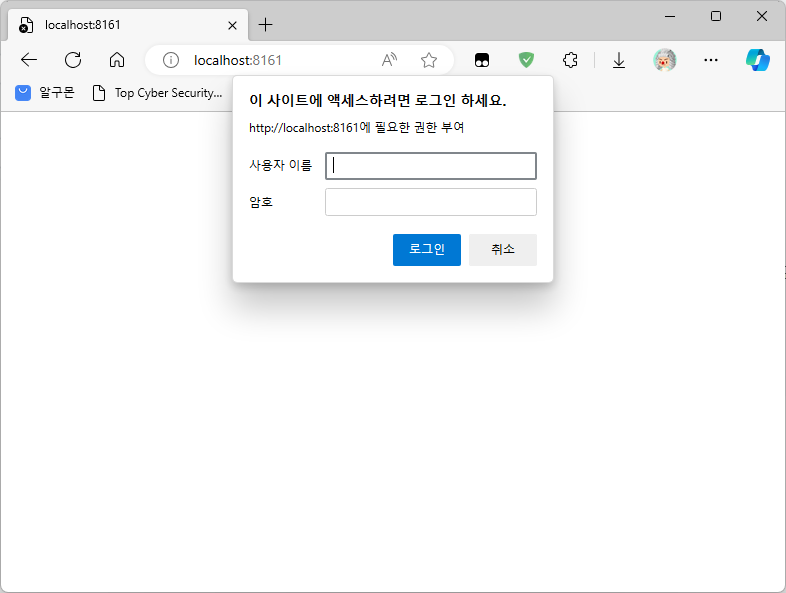 localhost:8161
localhost:8161
알구몬
Top Cyber Security...
이 사이트에 액세스하려면 로그인 하세요.
http://localhost:8161에 필요한 권한 부여
사용자 이름
암호
로그인
취소